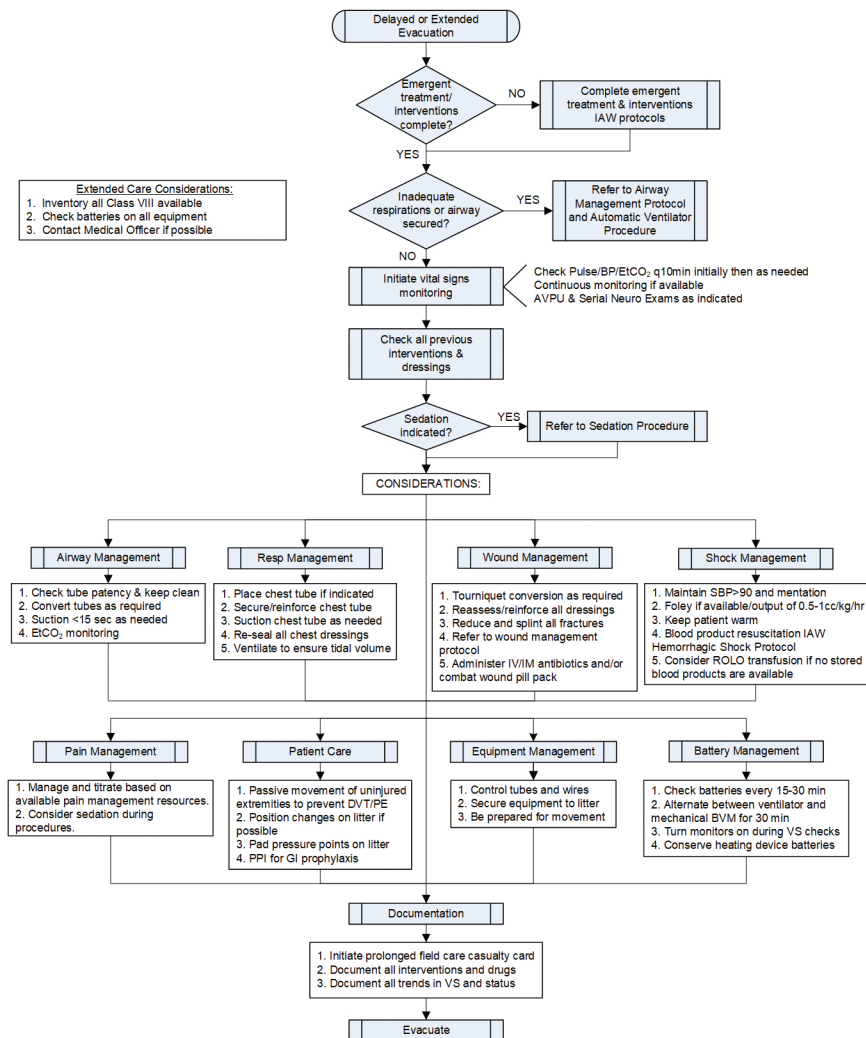 Delayed or Extended
Evacuation
Emergent
treatment/
interventions
complete?
NO
Complete emergent
treatment & interventions
IAW protocols
YES
Extended Care Considerations:
1. Inventory all Class VIII available
2. Check batteries on all equipment
3. Contact Medical Officer if possible
Inadequate
respirations or airway
secured?
YES
Refer to Airway
Management Protocol
and Automatic Ventilator
Procedure
NO
Initiate vital signs
monitoring
Check Pulse/BP/EtCO₂ q10min initially then as needed
Continuous monitoring if available
AVPU & Serial Neuro Exams as indicated
Check all previous
interventions &
dressings
Sedation
indicated?
YES
Refer to Sedation Procedure
CONSIDERATIONS:
Airway Management
1. Check tube patency & keep clean
2. Convert tubes as required
3. Suction <15 sec as needed
4. EtCO₂ monitoring
Resp Management
1. Place chest tube if indicated
2. Secure/reinforce chest tube
3. Suction chest tube as needed
4. Re-seal all chest dressings
5. Ventilate to ensure tidal volume
Wound Management
1. Tourniquet conversion as required
2. Reassess/reinforce all dressings
3. Reduce and splint all fractures
4. Refer to wound management
protocol
5. Administer IV/IM antibiotics and/or
combat wound pill pack
Shock Management
1. Maintain SBP>90 and mentation
2. Foley if available/output of 0.5-1cc/kg/hr
3. Keep patient warm
4. Blood product resuscitation IAW
Hemorrhagic Shock Protocol
5. Consider ROLO transfusion if no stored
blood products are available
Pain Management
1. Manage and titrate based on
available pain management resources.
2. Consider sedation during
procedures.
Patient Care
1. Passive movement of uninjured
extremities to prevent DVT/PE
2. Position changes on litter if
possible
3. Pad pressure points on litter
4. PPI for GI prophylaxis
Equipment Management
1. Control tubes and wires
2. Secure equipment to litter
3. Be prepared for movement
Battery Management
1. Check batteries every 15-30 min
2. Alternate between ventilator and
mechanical BVM for 30 min
3. Turn monitors on during VS checks
4. Conserve heating device batteries
Documentation
1. Initiate prolonged field care casualty card
2. Document all interventions and drugs
3. Document all trends in VS and status
Evacuate